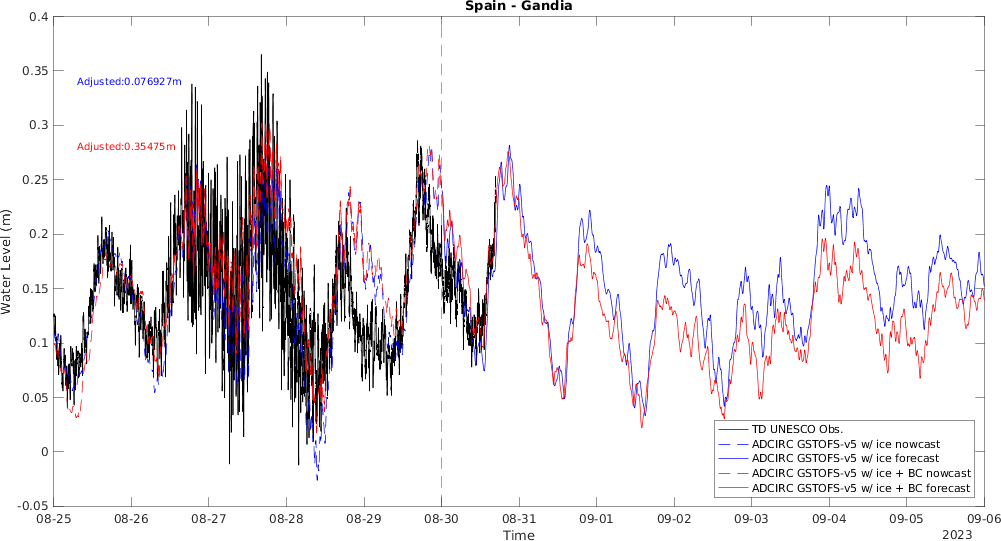 Spain - Gandia
0.4
0.35
0.3
0.25
0.2
0.15
0.1
0.05
0
-0.05
Water Level (m)
Adjusted:0.076927m
Adjusted:0.35475m
TD UNESCO Obs.
ADCIRC GSTOFS-v5 w/ ice nowcast
ADCIRC GSTOFS-v5 w/ ice forecast
ADCIRC GSTOFS-v5 w/ ice + BC nowcast
ADCIRC GSTOFS-v5 w/ ice + BC forecast
08-25 08-26 08-27 08-28 08-29 08-30 08-31 09-01 09-02 09-03 09-04 09-05 09-06
Time
2023